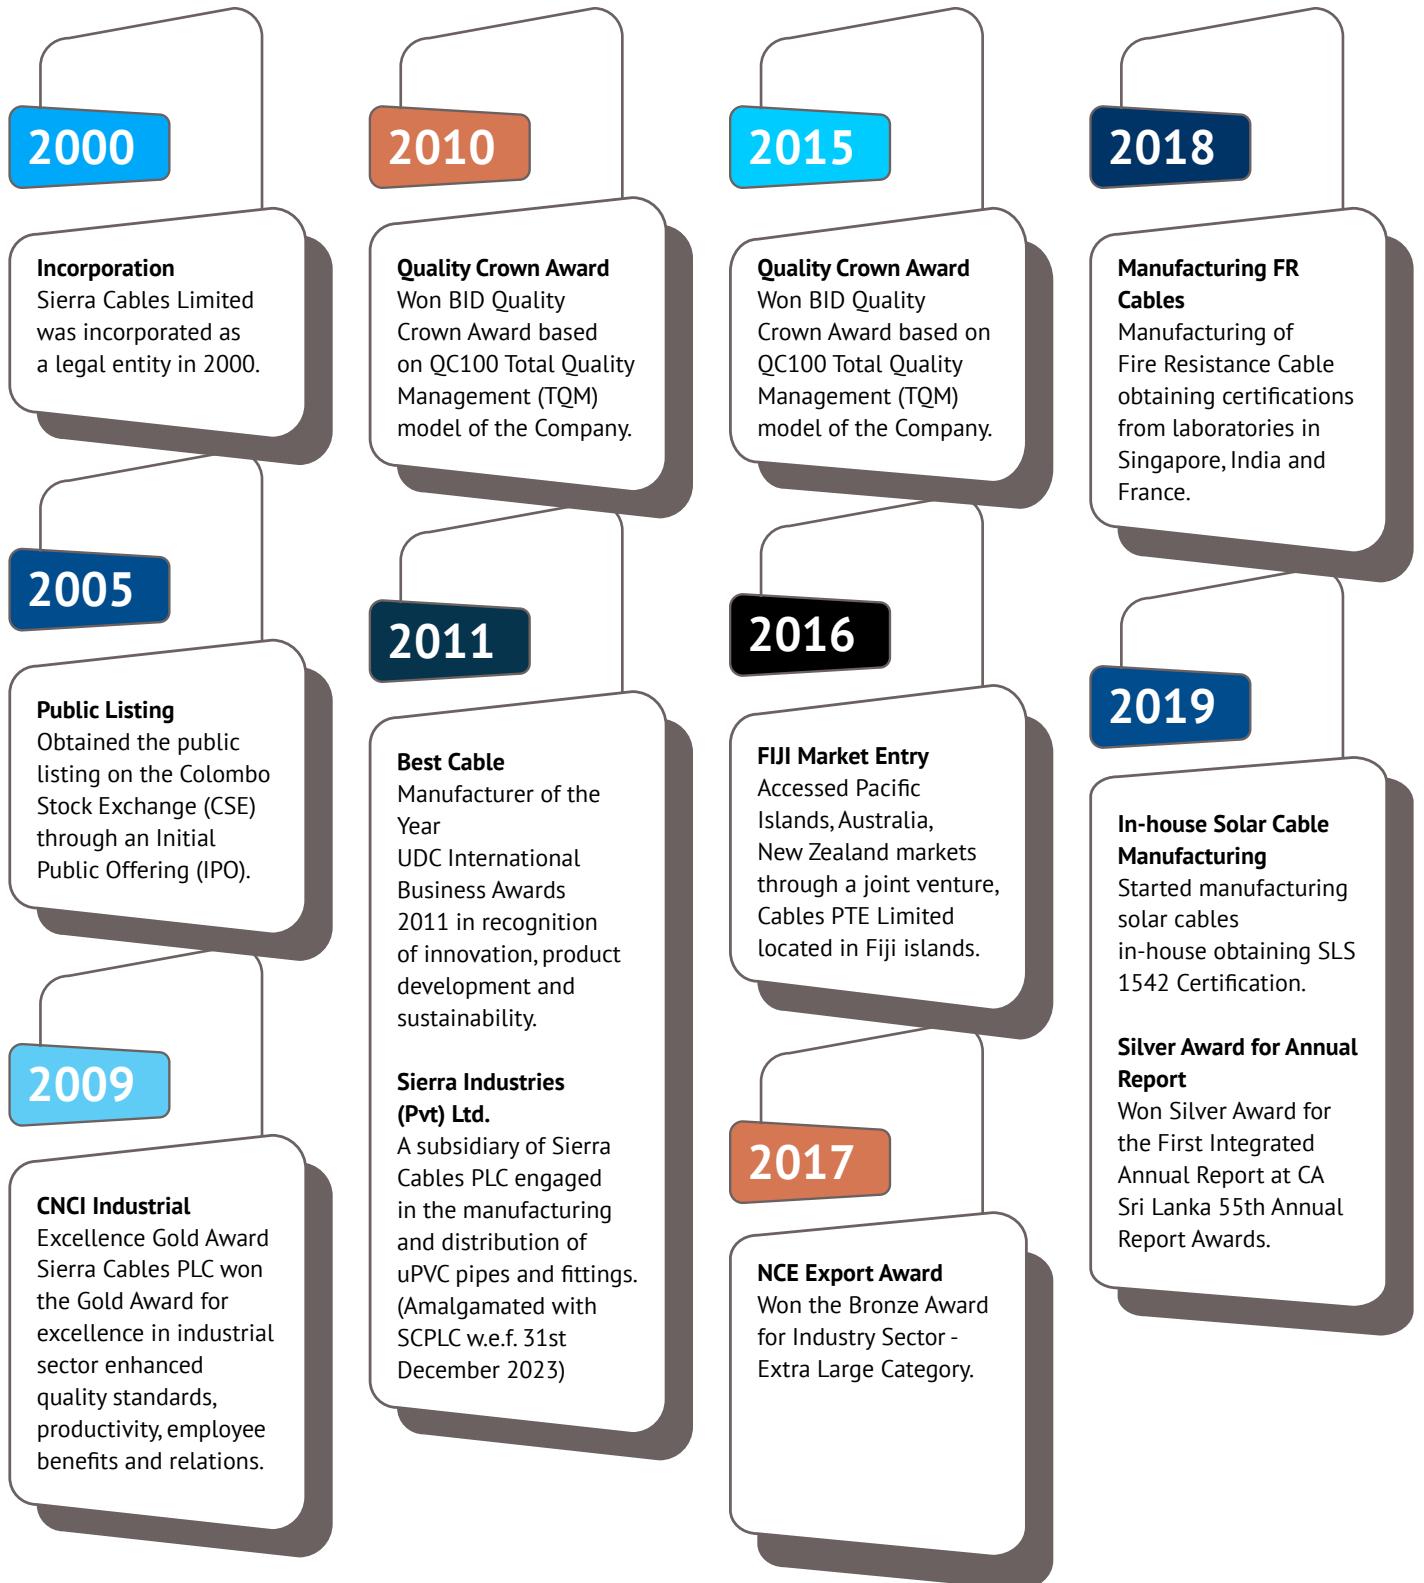 2000
Incorporation
Sierra Cables Limited
was incorporated as
a legal entity in 2000.
2005
Public Listing
Obtained the public
listing on the Colombo
Stock Exchange (CSE)
through an Initial
Public Offering (IPO).
2009
CNCI Industrial
Excellence Gold Award
Sierra Cables PLC won
the Gold Award for
excellence in industrial
sector enhanced
quality standards,
productivity, employee
benefits and relations.
2010
Quality Crown Award
Won BID Quality
Crown Award based
on QC100 Total Quality
Management (TQM)
model of the Company.
2011
Best Cable
Manufacturer of the
Year
UDC International
Business Awards
2011 in recognition
of innovation, product
development and
sustainability.
Sierra Industries
(Pvt) Ltd.
A subsidiary of Sierra
Cables PLC engaged
in the manufacturing
and distribution of
uPVC pipes and fittings.
(Amalgamated with
SCPLC w.e.f. 31st
December 2023)
2015
Quality Crown Award
Won BID Quality
Crown Award based on
QC100 Total Quality
Management (TQM)
model of the Company.
2016
FIJI Market Entry
Accessed Pacific
Islands, Australia,
New Zealand markets
through a joint venture,
Cables PTE Limited
located in Fiji islands.
2017
NCE Export Award
Won the Bronze Award
for Industry Sector -
Extra Large Category.
2018
Manufacturing FR
Cables
Manufacturing of
Fire Resistance Cable
obtaining certifications
from laboratories in
Singapore, India and
France.
2019
In-house Solar Cable
Manufacturing
Started manufacturing
solar cables
in-house obtaining SLS
1542 Certification.
Silver Award for Annual
Report
Won Silver Award for
the First Integrated
Annual Report at CA
Sri Lanka 55th Annual
Report Awards.